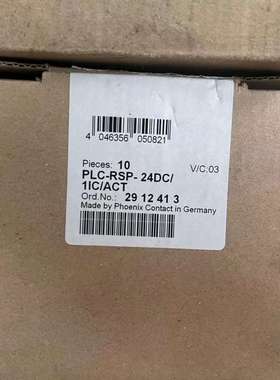 4 046356 050821
Pieces: 10 V/C:03
PLC-RSP- 24DC/
1IC/ACT
Ord.No.: 29 12 41 3
Made by Phoenix Contact in Germany